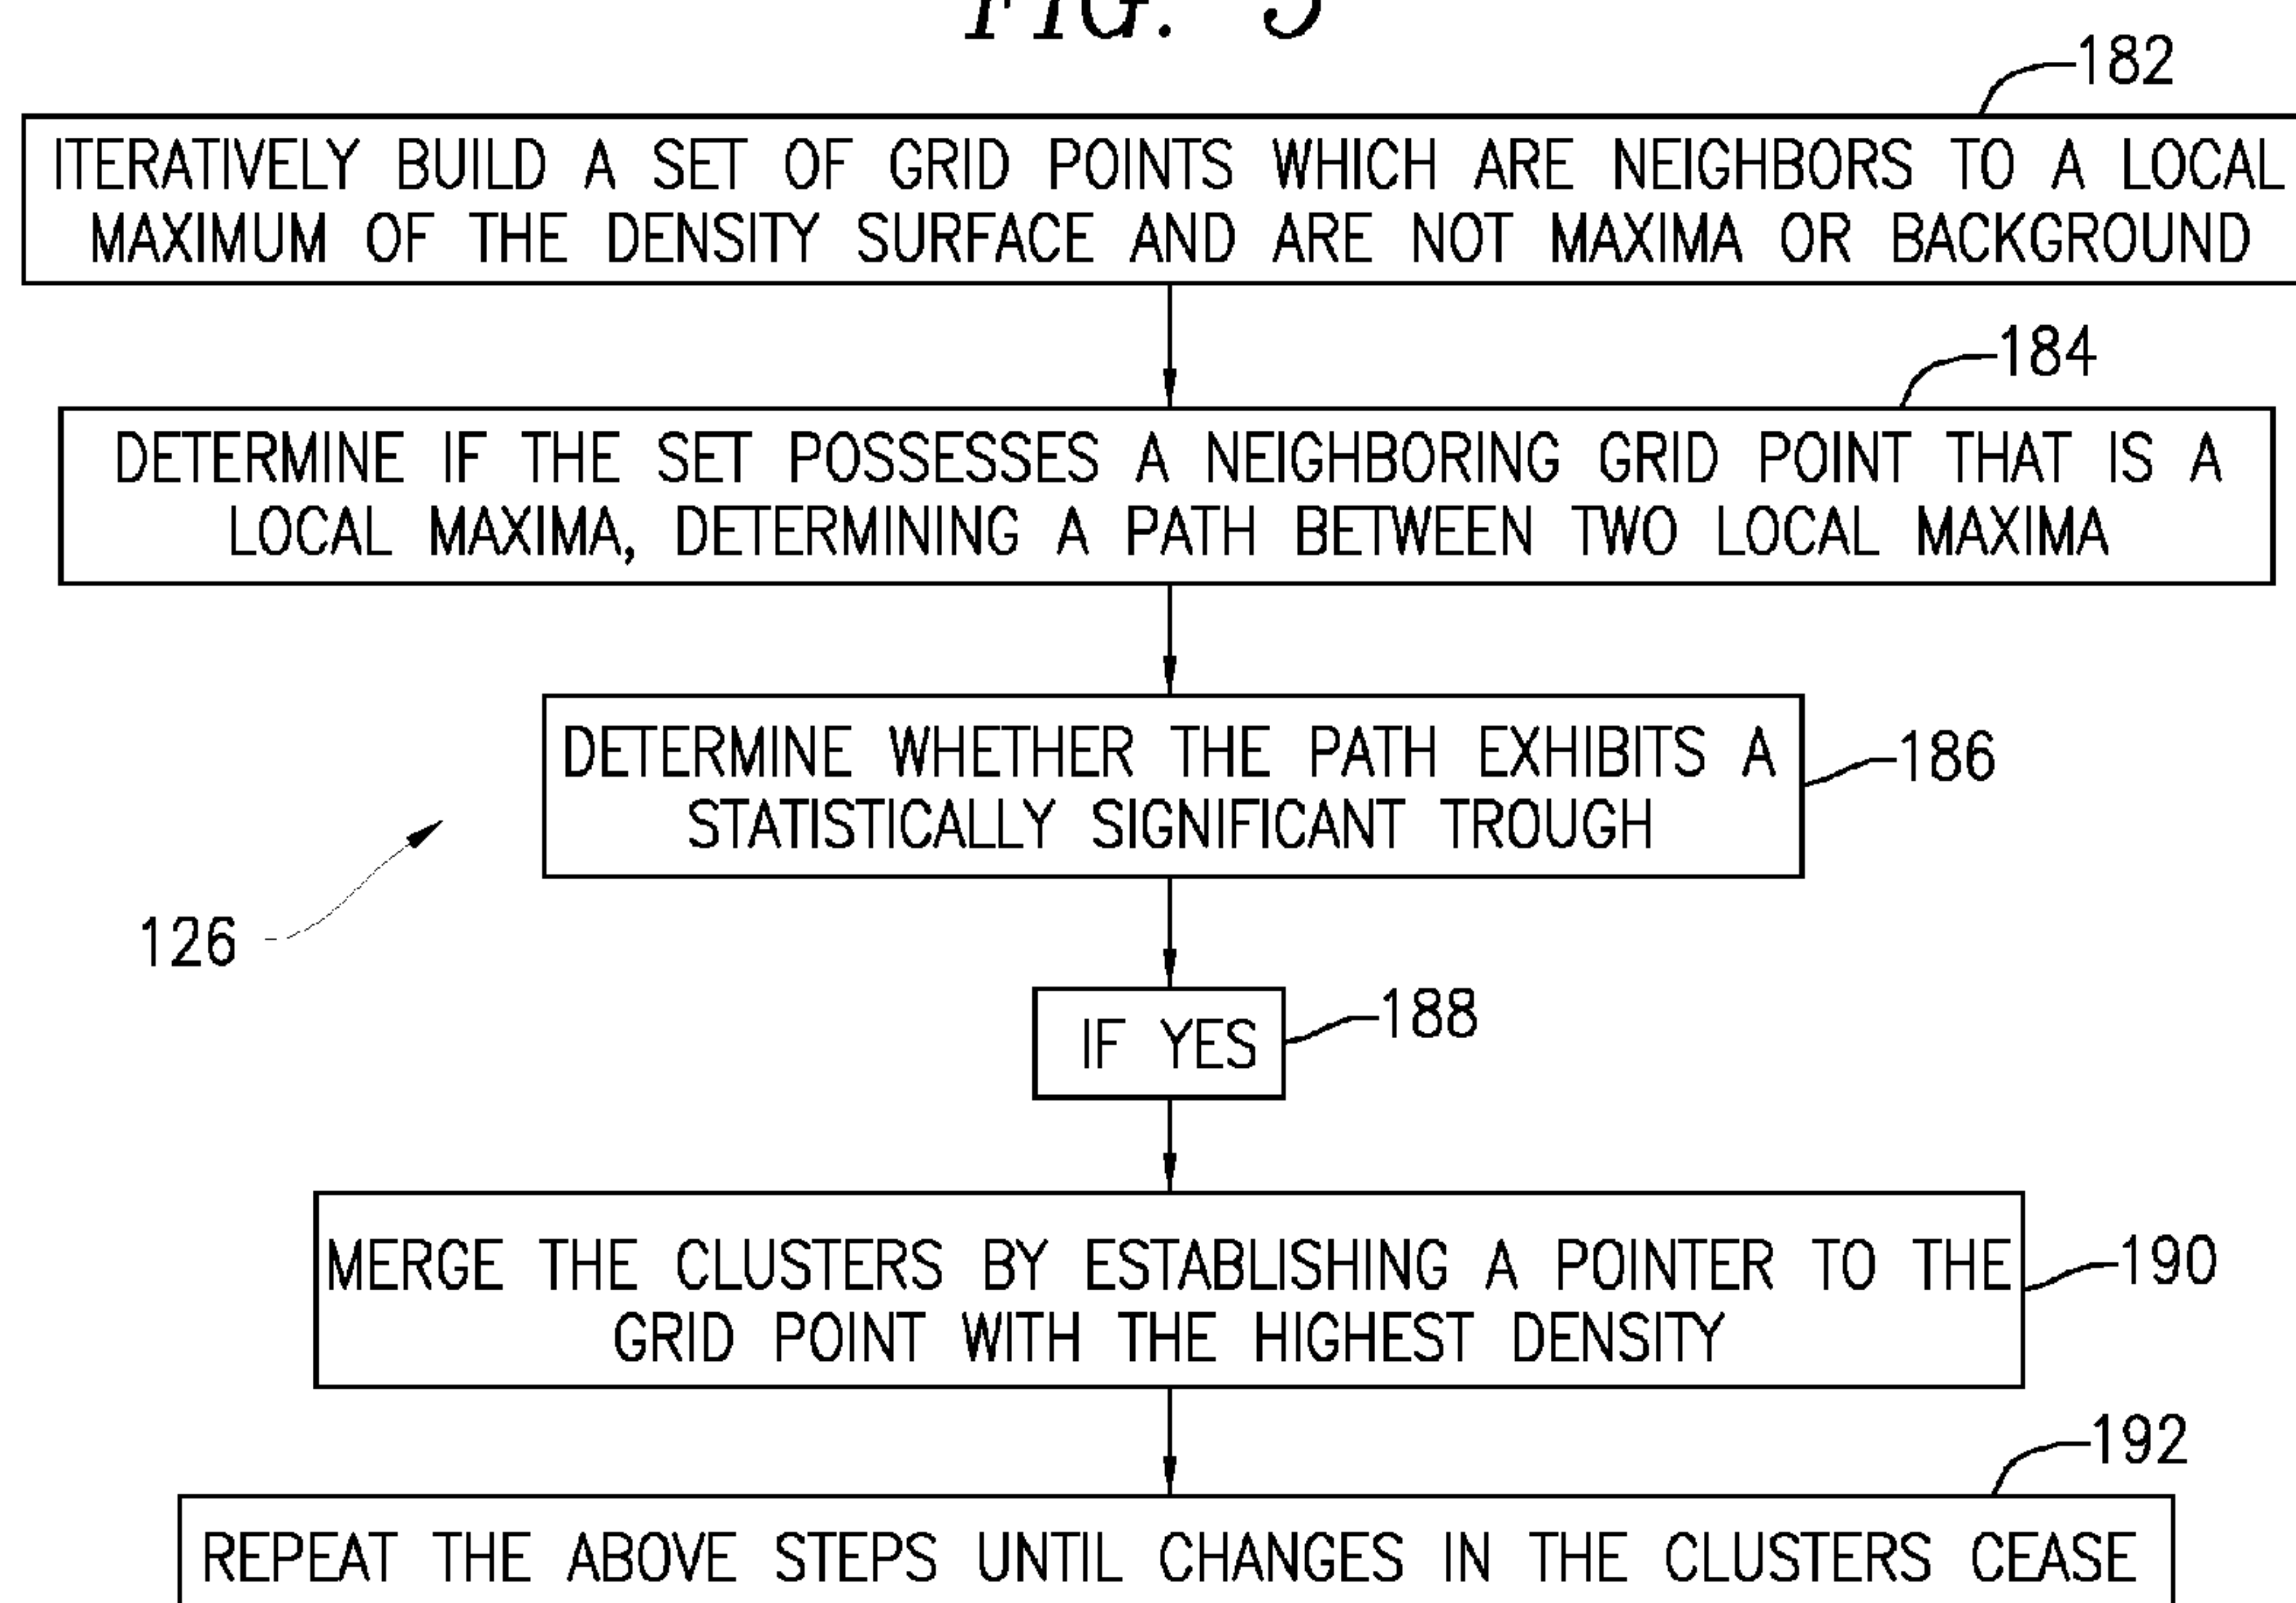 FIG. 5
182
ITERATIVELY BUILD A SET OF GRID POINTS WHICH ARE NEIGHBORS TO A LOCAL
MAXIMUM OF THE DENSITY SURFACE AND ARE NOT MAXIMA OR BACKGROUND
184
DETERMINE IF THE SET POSSESSES A NEIGHBORING GRID POINT THAT IS A
LOCAL MAXIMA, DETERMINING A PATH BETWEEN TWO LOCAL MAXIMA
DETERMINE WHETHER THE PATH EXHIBITS A
STATISTICALLY SIGNIFICANT TROUGH
186
126
IF YES
188
MERGE THE CLUSTERS BY ESTABLISHING A POINTER TO THE
GRID POINT WITH THE HIGHEST DENSITY
190
192
REPEAT THE ABOVE STEPS UNTIL CHANGES IN THE CLUSTERS CEASE